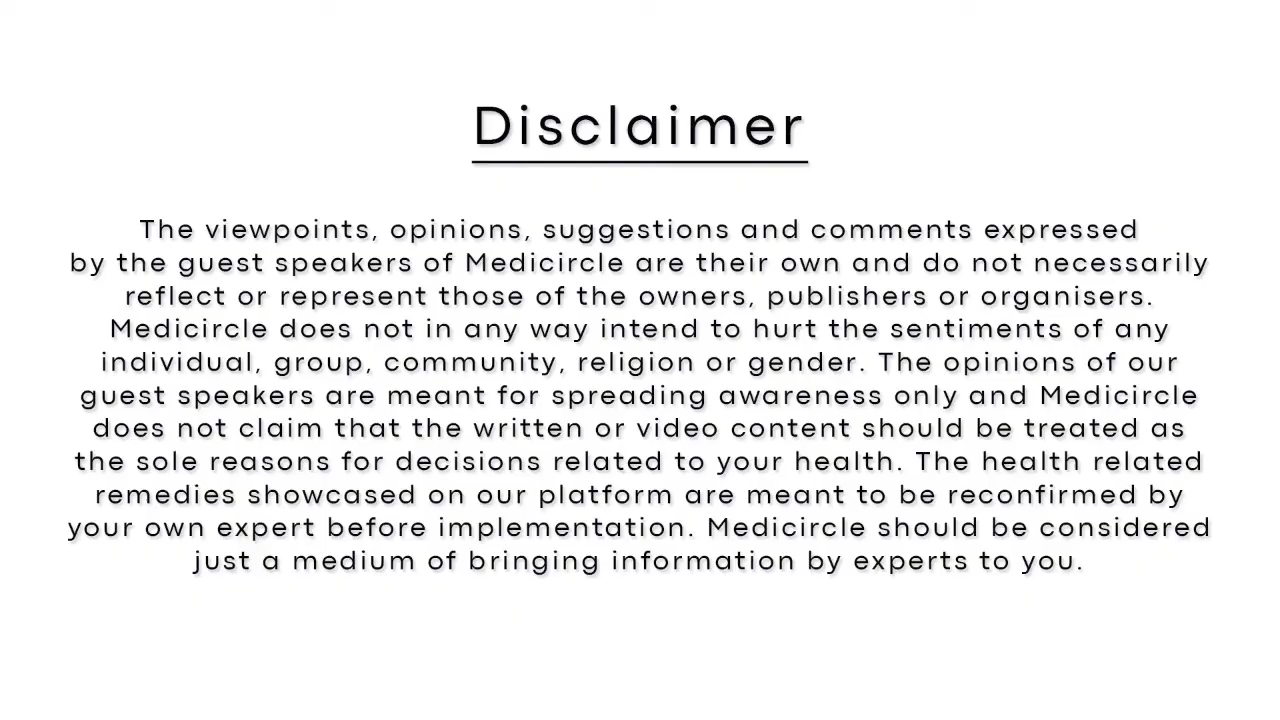 Disclaimer
The viewpoints, opinions, suggestions and comments expressed
by the guest speakers of Medicircle are their own and do not necessarily
reflect or represent those of the owners, publishers or organisers.
Medicircle does not in any way intend to hurt the sentiments of any
individual, group, community, religion or gender. The opinions of our
guest speakers are meant for spreading awareness only and Medicircle
does not claim that the written or video content should be treated as
the sole reasons for decisions related to your health. The health related
remedies showcased on our platform are meant to be reconfirmed by
your own expert before implementation. Medicircle should be considered
just a medium of bringing information by experts to you.